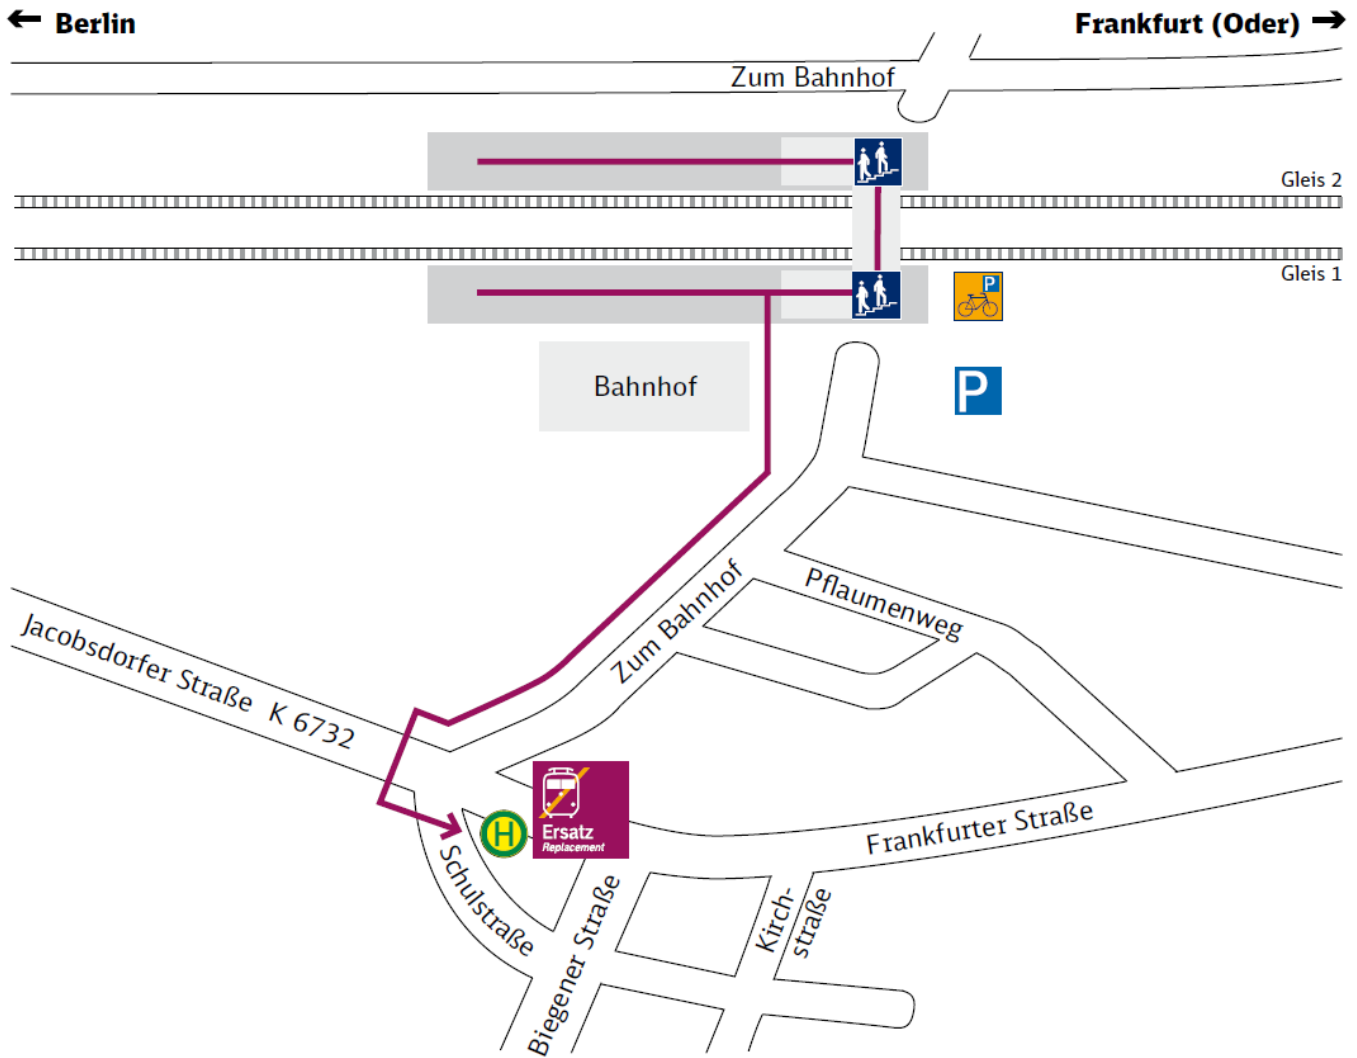 ← Berlin
Frankfurt (Oder) →
Zum Bahnhof
Gleis 2
Gleis 1
P
Bahnhof
P
Pflaumenweg
Zum Bahnhof
Jacobsdorfer Straße K 6732
H
Ersatz
Replacement
Frankfurter Straße
Schulstraße
Biegener Straße
Kirch-
straße